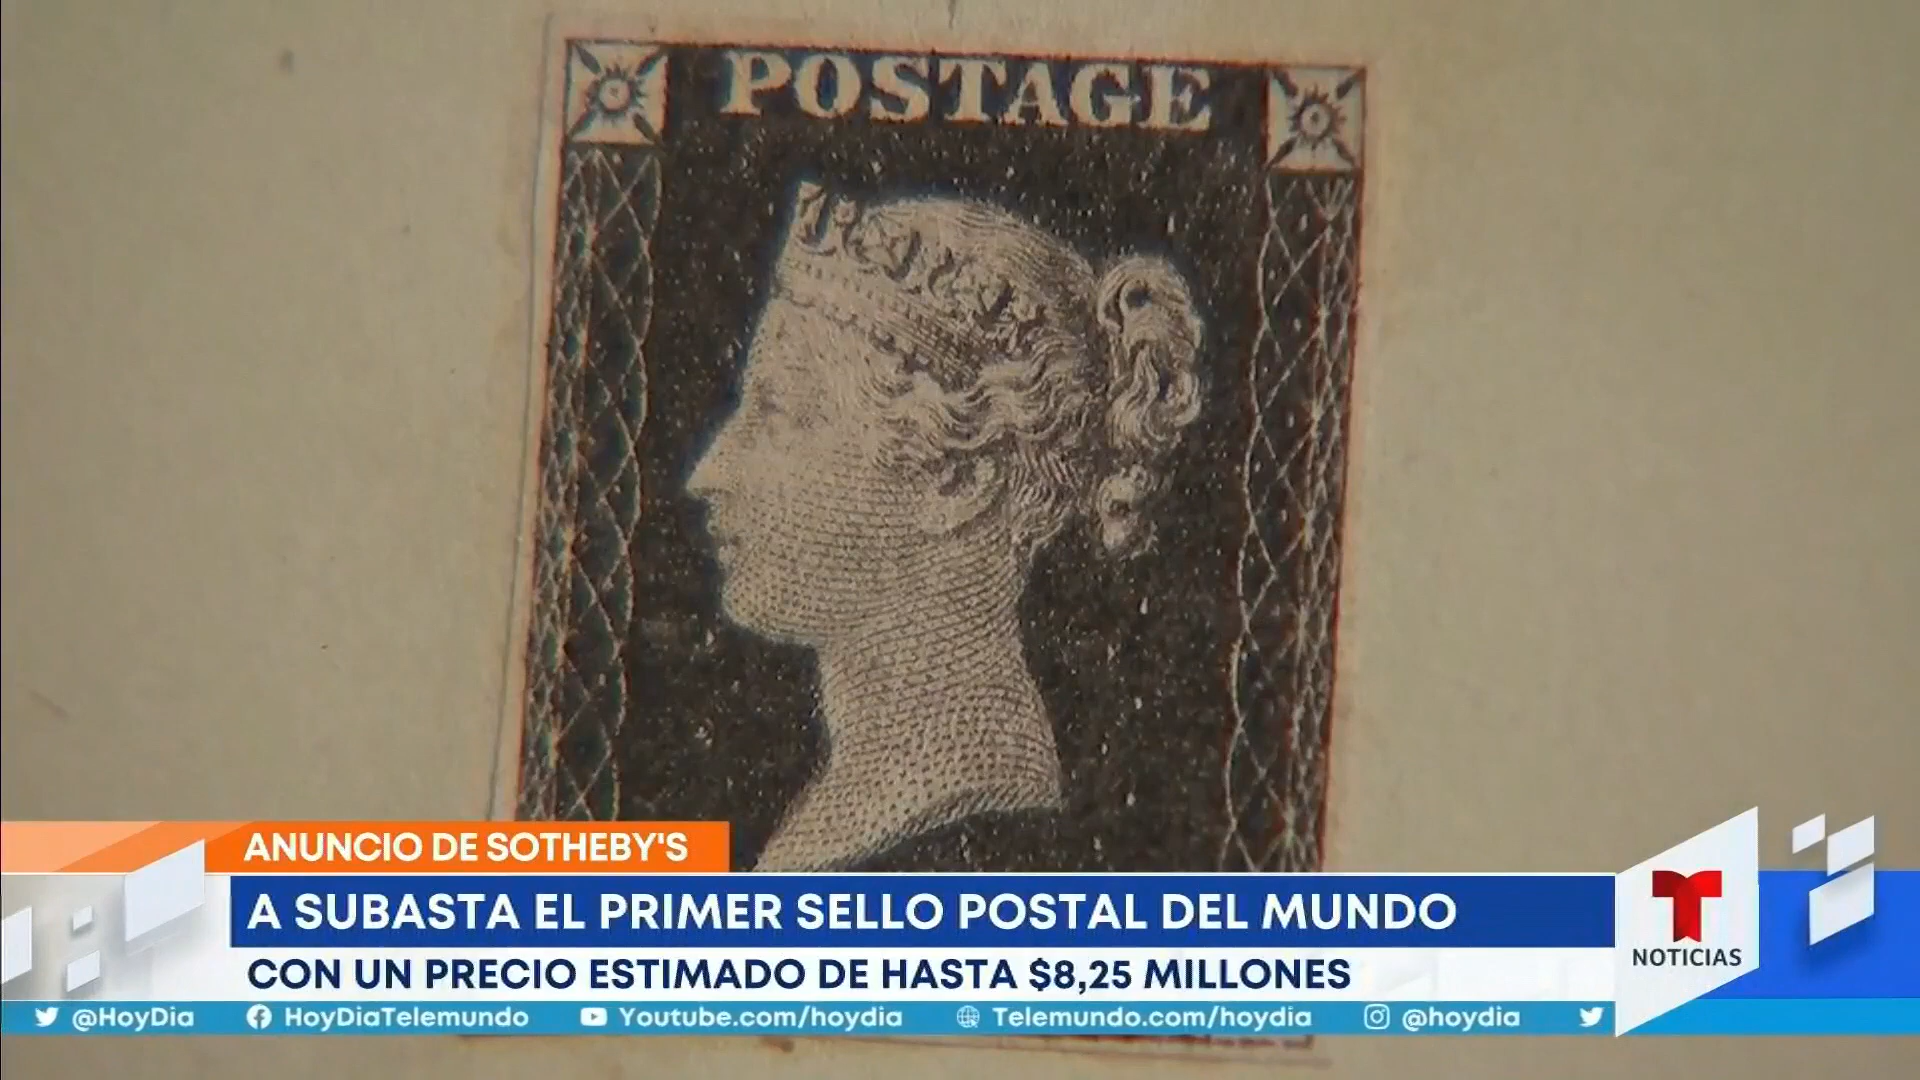 POSTAGE
ANUNCIO DE SOTHEBY'S
A SUBASTA EL PRIMER SELLO POSTAL DEL MUNDO
CON UN PRECIO ESTIMADO DE HASTA $8,25 MILLONES
NOTICIAS
@HoyDia HoyDiaTelemundo Youtube.com/hoydia Telemundo.com/hoydia @hoydia